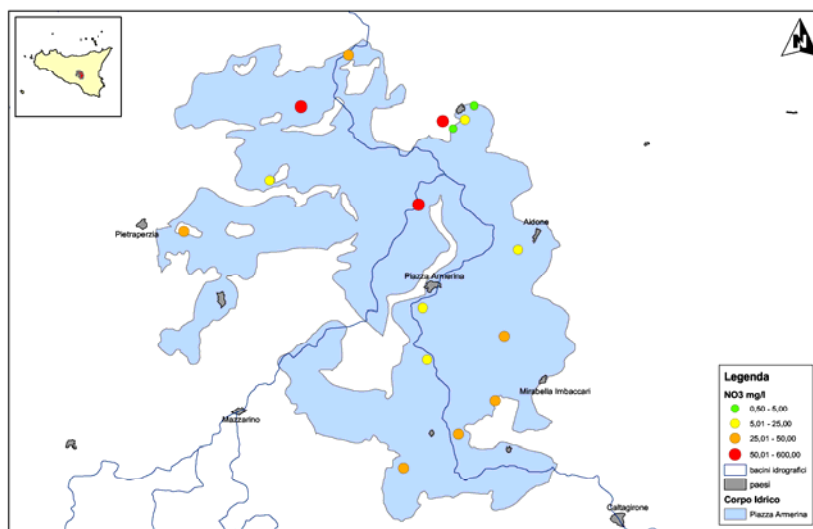 N
Aidone
Pietraperzia
Piazza Armerina
Mirabella Imbaccari
Mazzarino
Caltagirone
Legenda
NO3 mg/l
0,50 - 5,00
5,01 - 25,00
25,01 - 50,00
50,01 - 600,00
bacini idrografici
paesi
Corpo Idrico
Piazza Armerina